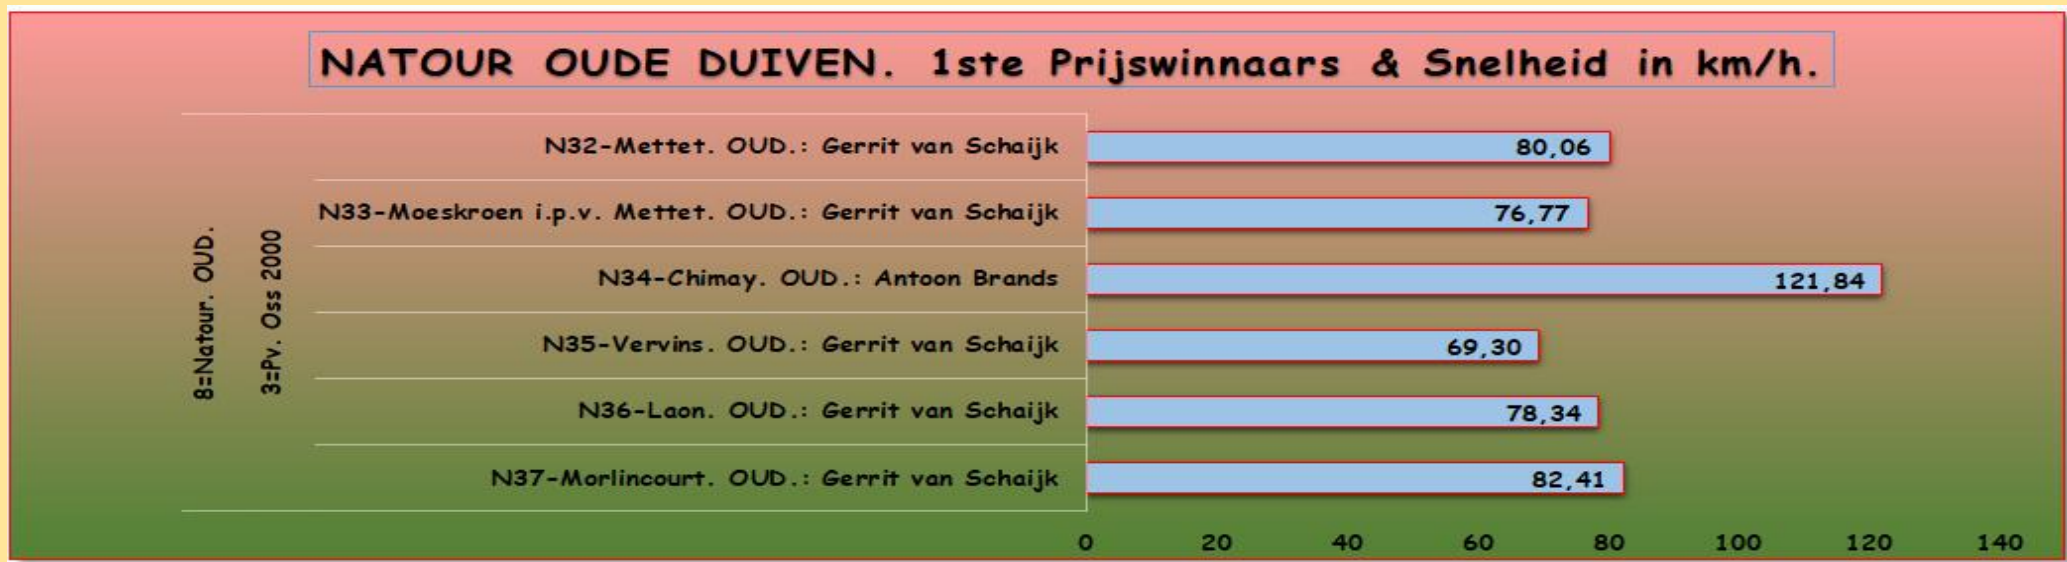 NATOUR OUDE DUIVEN. 1ste Prijswinnaars & Snelheid in km/h.
8=Natour. OUD.
3=Pv. Oss 2000
N32-Mettet. OUD.: Gerrit van Schaijk 80,06
N33-Moeskroen i.p.v. Mettet. OUD.: Gerrit van Schaijk 76,77
N34-Chimay. OUD.: Antoon Brands 121,84
N35-Vervins. OUD.: Gerrit van Schaijk 69,30
N36-Laon. OUD.: Gerrit van Schaijk 78,34
N37-Morlincourt. OUD.: Gerrit van Schaijk 82,41
0 20 40 60 80 100 120 140